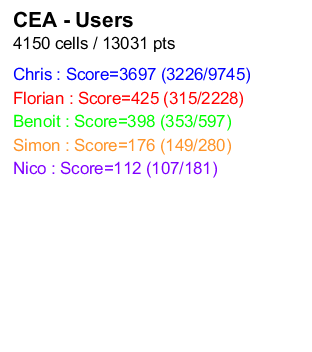 CEA - Users
4150 cells / 13031 pts
Chris : Score=3697 (3226/9745)
Florian : Score=425 (315/2228)
Benoit : Score=398 (353/597)
Simon : Score=176 (149/280)
Nico : Score=112 (107/181)